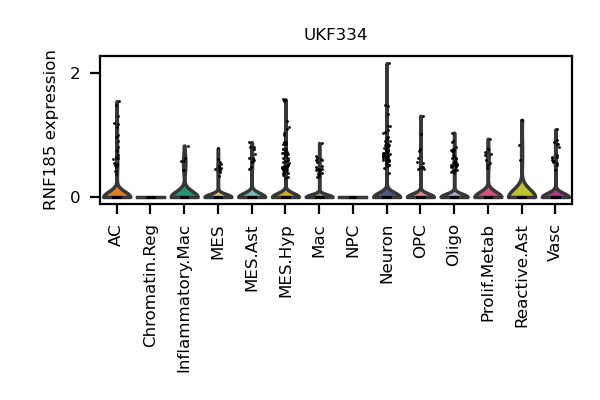 UKF334
RNF185 expression
2
0
AC
Chromatin.Reg
Inflammatory.Mac
MES
MES.Ast
MES.Hyp
Mac
NPC
Neuron
OPC
Oligo
Prolif.Metab
Reactive.Ast
Vasc